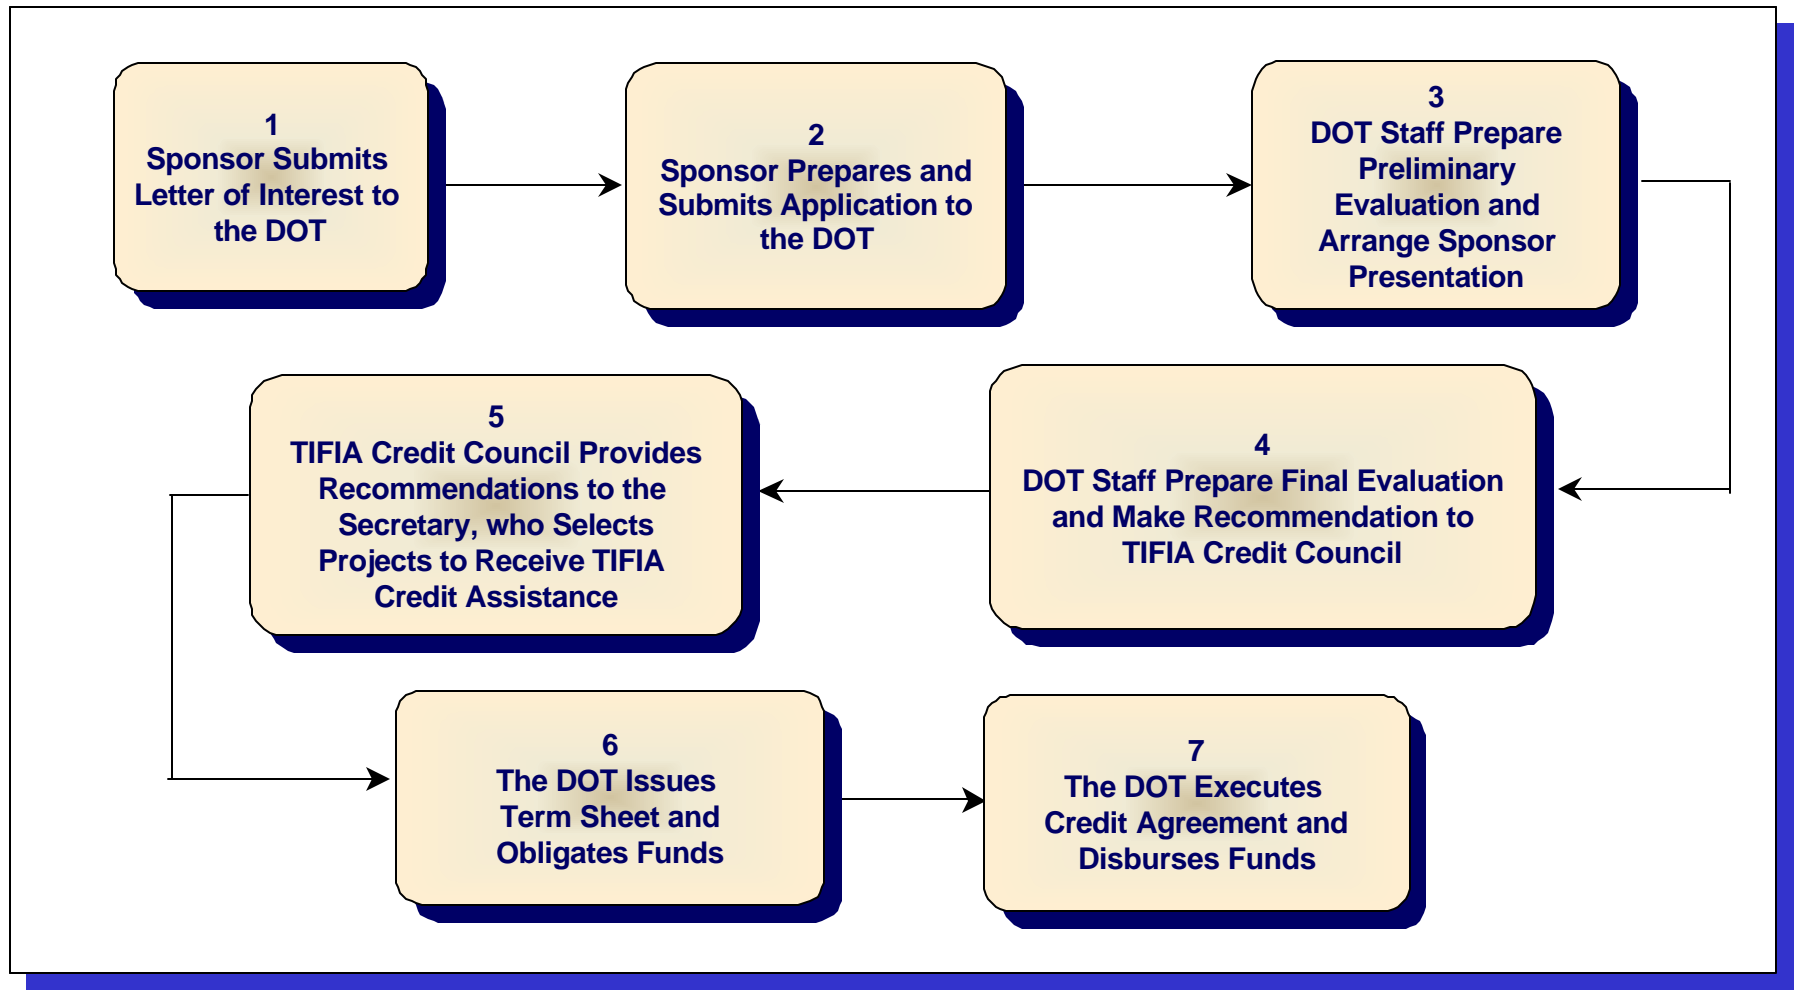 1
Sponsor Submits
Letter of Interest to
the DOT
2
Sponsor Prepares and
Submits Application to
the DOT
3
DOT Staff Prepare
Preliminary
Evaluation and
Arrange Sponsor
Presentation
4
DOT Staff Prepare Final Evaluation
and Make Recommendation to
TIFIA Credit Council
5
TIFIA Credit Council Provides
Recommendations to the
Secretary, who Selects
Projects to Receive TIFIA
Credit Assistance
6
The DOT Issues
Term Sheet and
Obligates Funds
7
The DOT Executes
Credit Agreement and
Disburses Funds